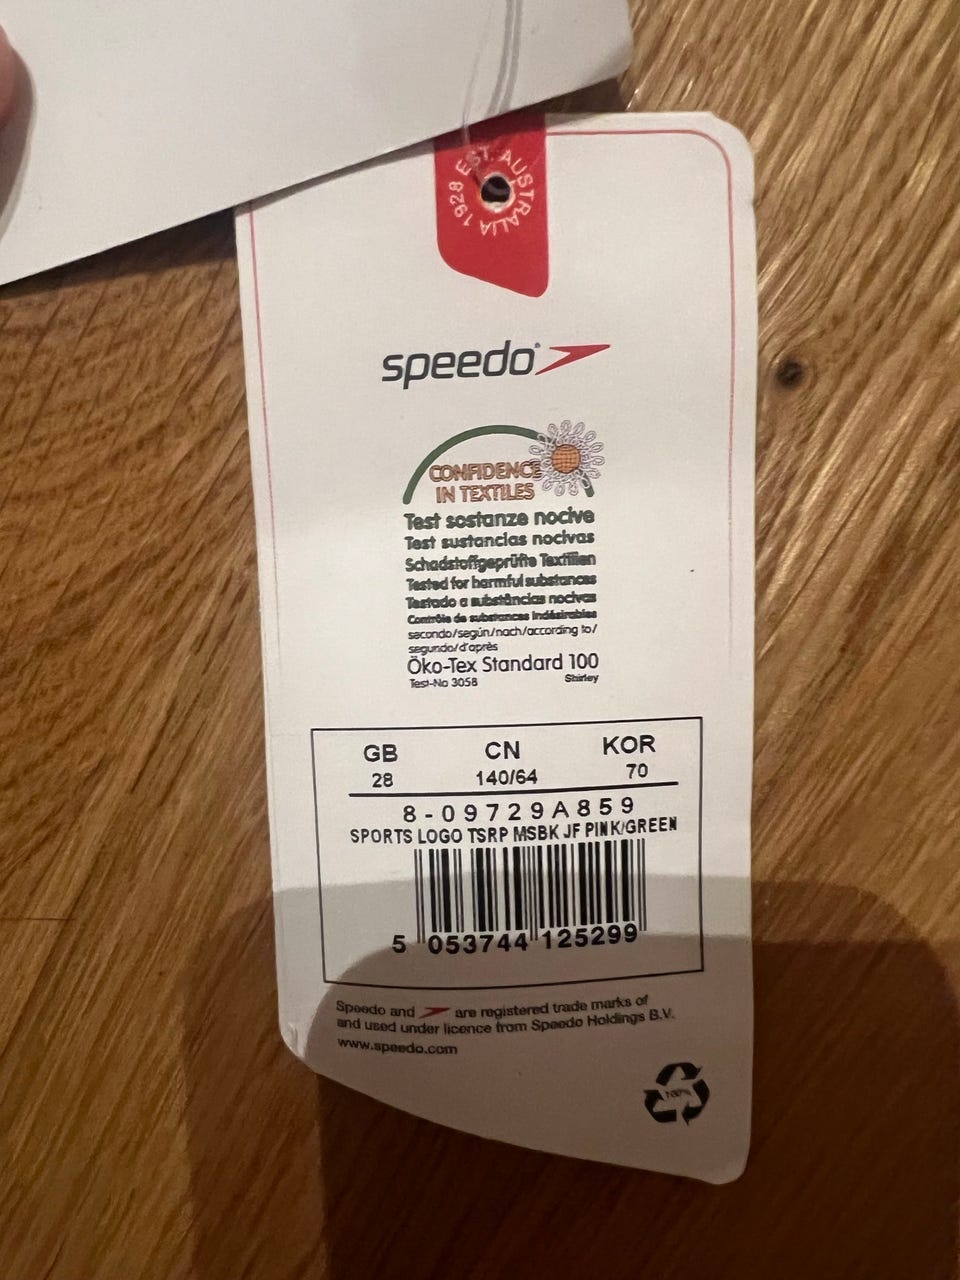 1928 EST. AUSTRALIA
speedo
CONFIDENCE
IN TEXTILES
Test sostanze nocive
Test sustancias nocivas
Schadstoffgeprüfte Textilien
Tested for harmful substances
Testado a substâncias nocivas
Contrôle de substances indésirables
secondo/según/nach/according to/
segundo/d'après
Öko-Tex Standard 100
Test-No 3058 Shirley
GB CN KOR
28 140/64 70
8-09729A859
SPORTS LOGO TSRP MSBK JF PINK/GREEN
5 053744 125299
Speedo and are registered trade marks of
and used under licence from Speedo Holdings B.V.
www.speedo.com
100%